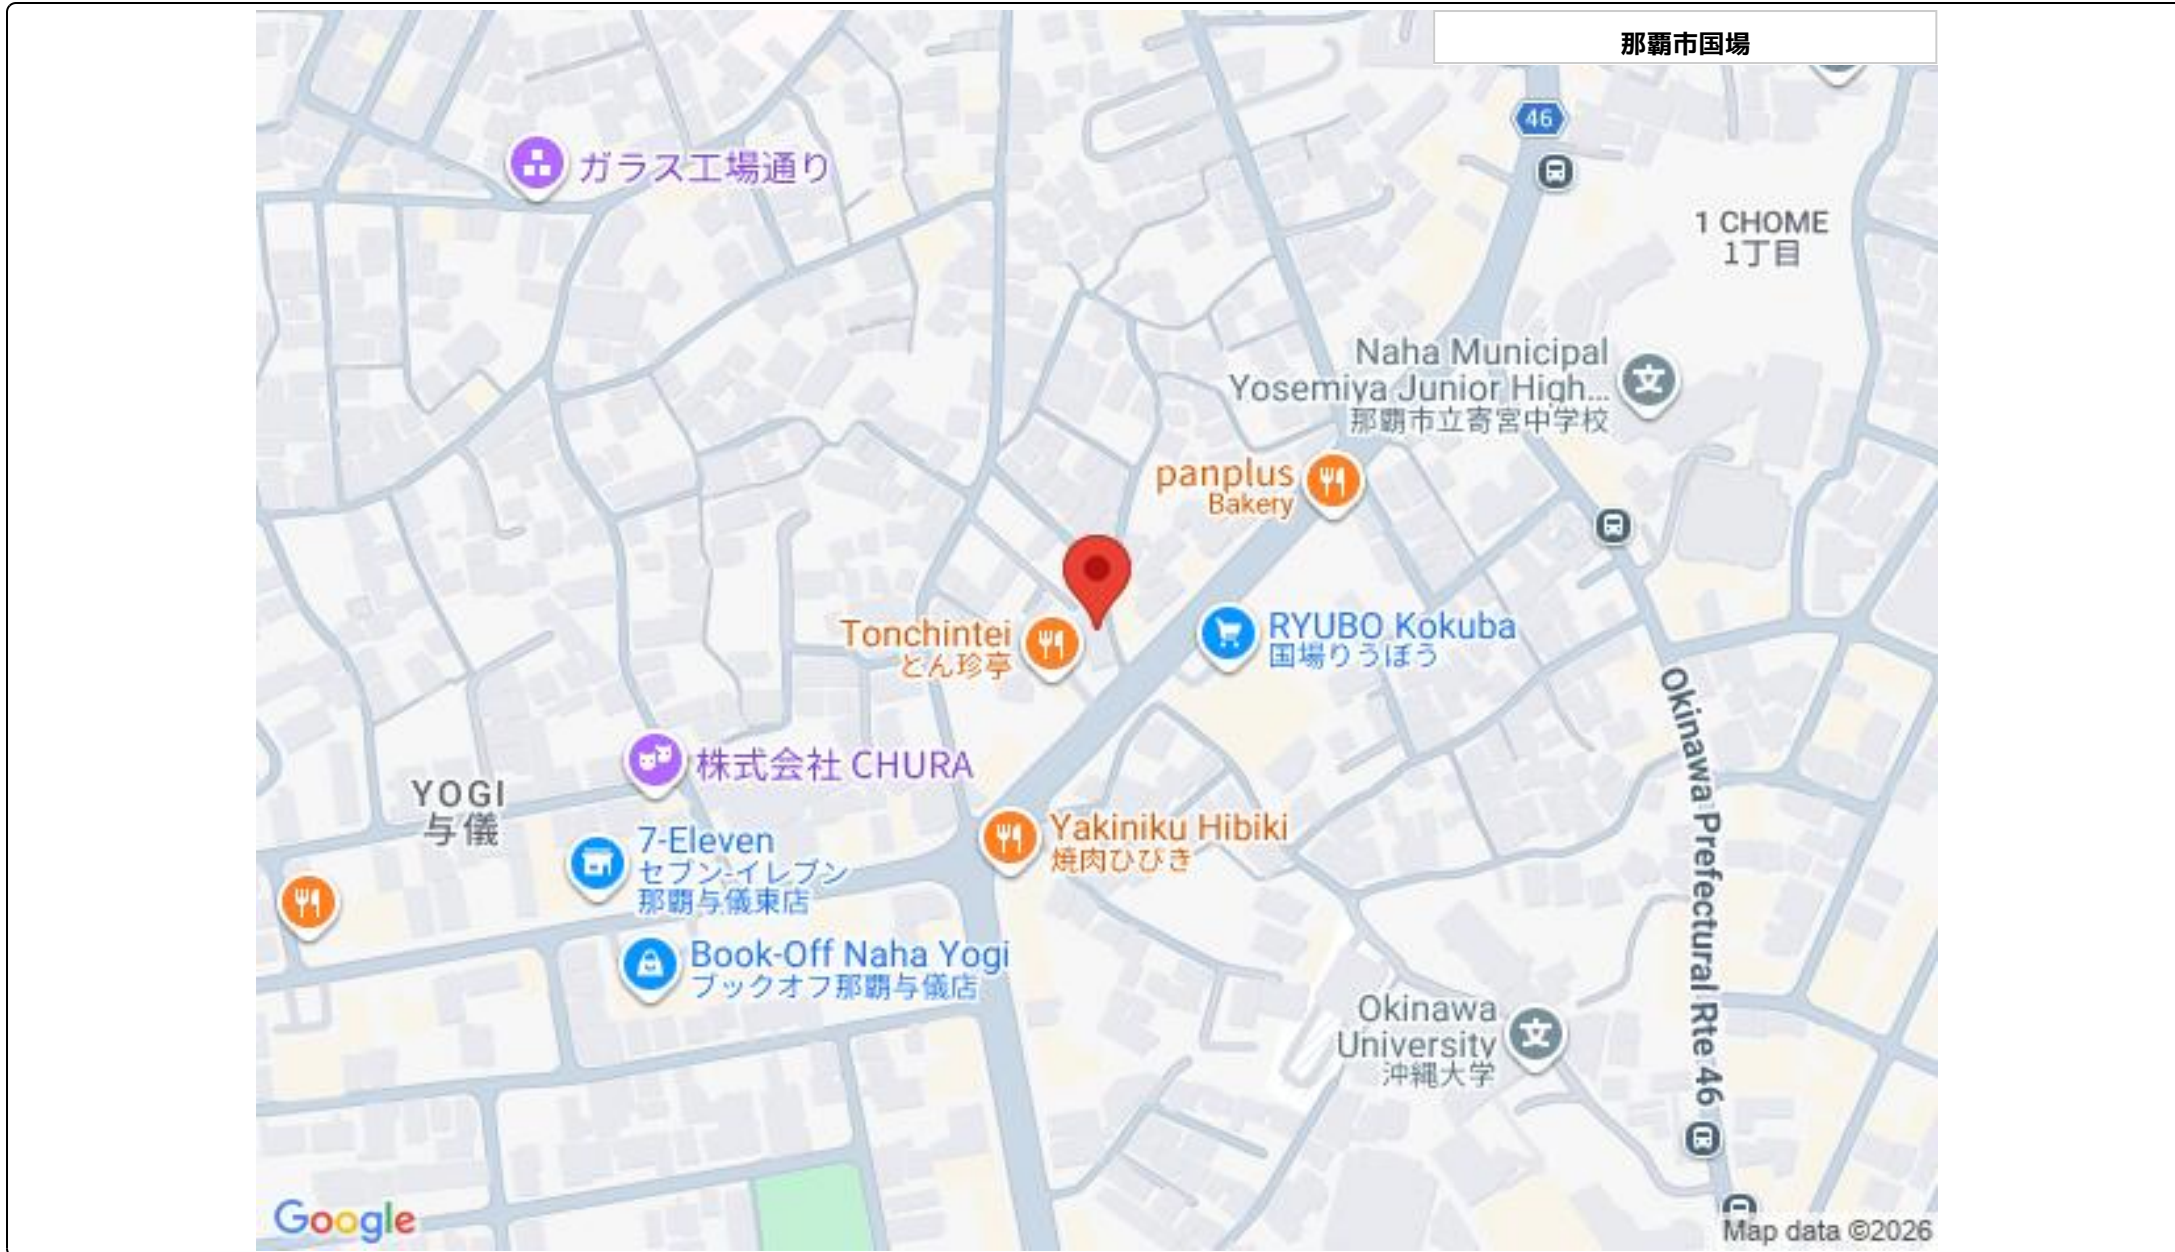 那覇市国場
46
ガラス工場通り
1 CHOME
1丁目
Naha Municipal
Yosemiya Junior High...
那覇市立寄宮中学校
panplus
Bakery
Tonchintei
とん珍亭
RYUBO Kokuba
国場りうぼう
Okinawa Prefectural Rte 46
株式会社 CHURA
YOGI
与儀
7-Eleven
セブン-イレブン
那覇与儀東店
Yakiniku Hibiki
焼肉ひびき
Book-Off Naha Yogi
ブックオフ那覇与儀店
Okinawa
University
沖縄大学
文
文
Google
Map data ©2026